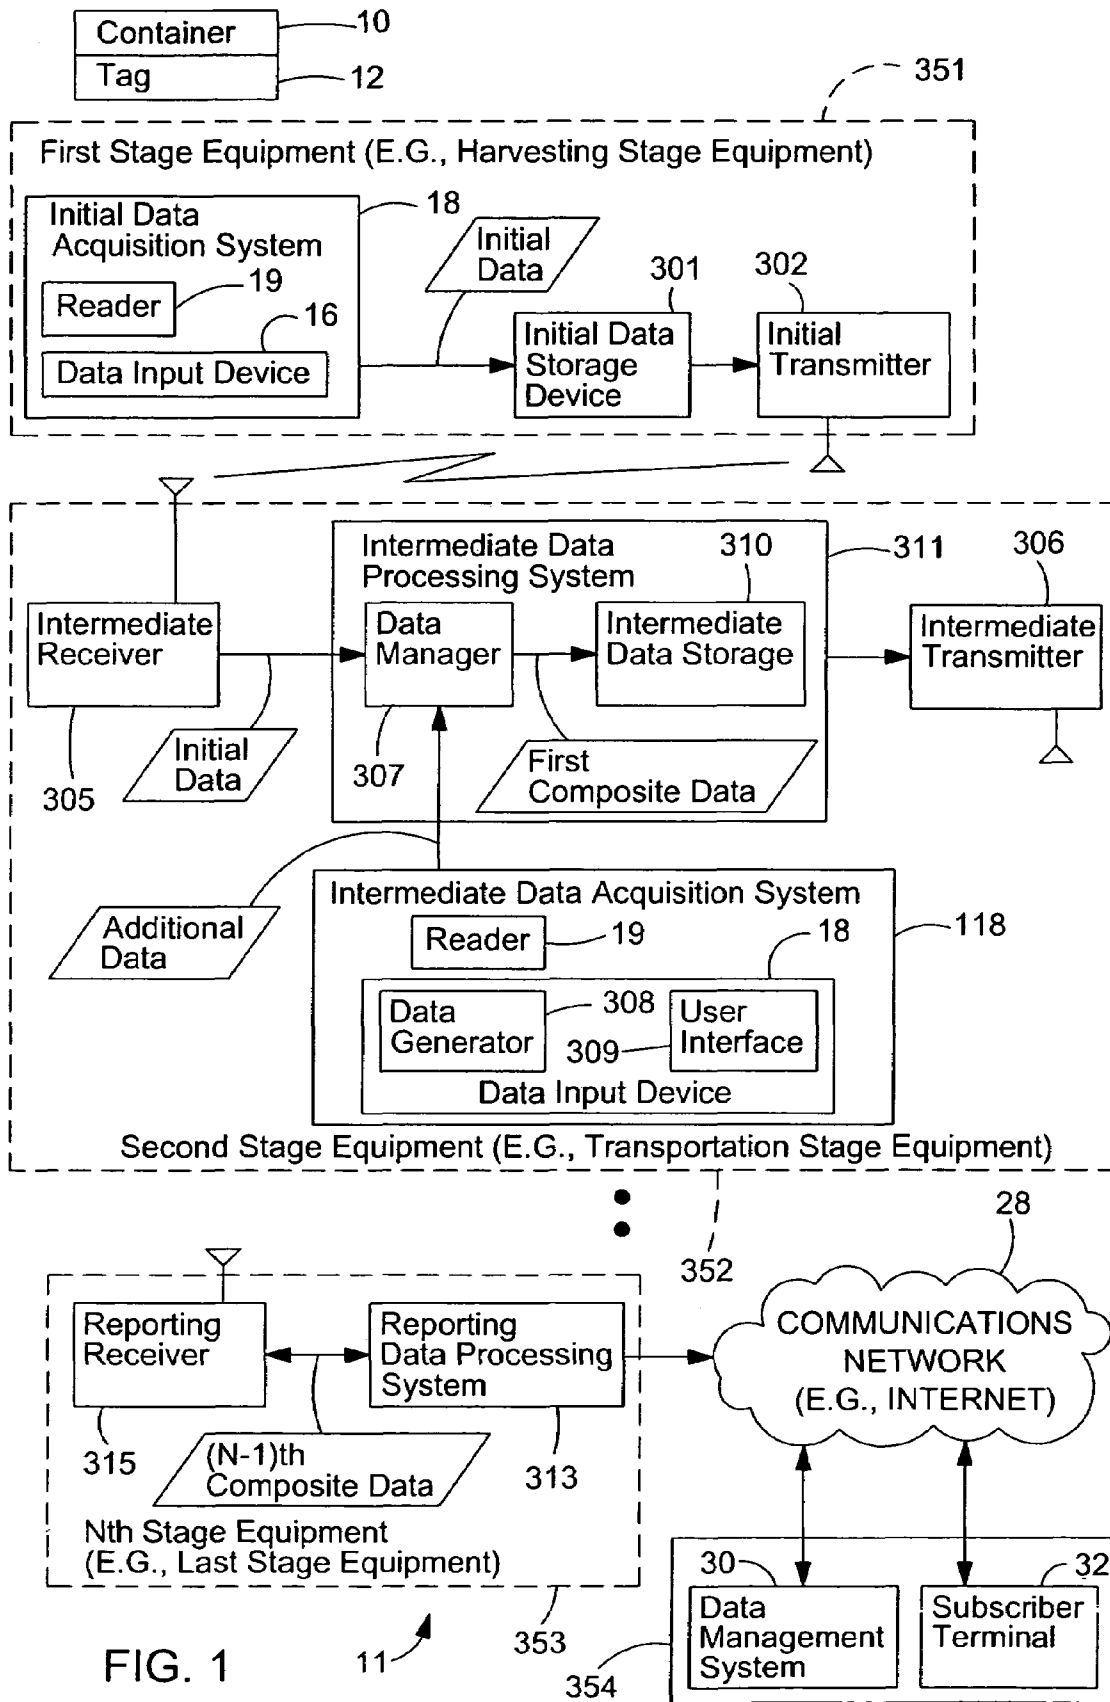 Container
10
Tag
12
351
First Stage Equipment (E.G., Harvesting Stage Equipment)
Initial Data
Acquisition System
18
Reader
19
16
Data Input Device
Initial
Data
301
Initial Data
Storage
Device
302
Initial
Transmitter
Intermediate Data
Processing System
310
311
306
Intermediate
Receiver
305
Initial
Data
Data
Manager
307
Intermediate
Data Storage
First
Composite Data
Intermediate
Transmitter
Additional
Data
Intermediate Data Acquisition System
118
Reader
19
18
Data
Generator
308
User
Interface
309
Data Input Device
Second Stage Equipment (E.G., Transportation Stage Equipment)
352
28
Reporting
Receiver
315
Reporting
Data Processing
System
313
(N-1)th
Composite Data
Nth Stage Equipment
(E.G., Last Stage Equipment)
353
COMMUNICATIONS
NETWORK
(E.G., INTERNET)
30
Data
Management
System
32
Subscriber
Terminal
354
FIG. 1
11